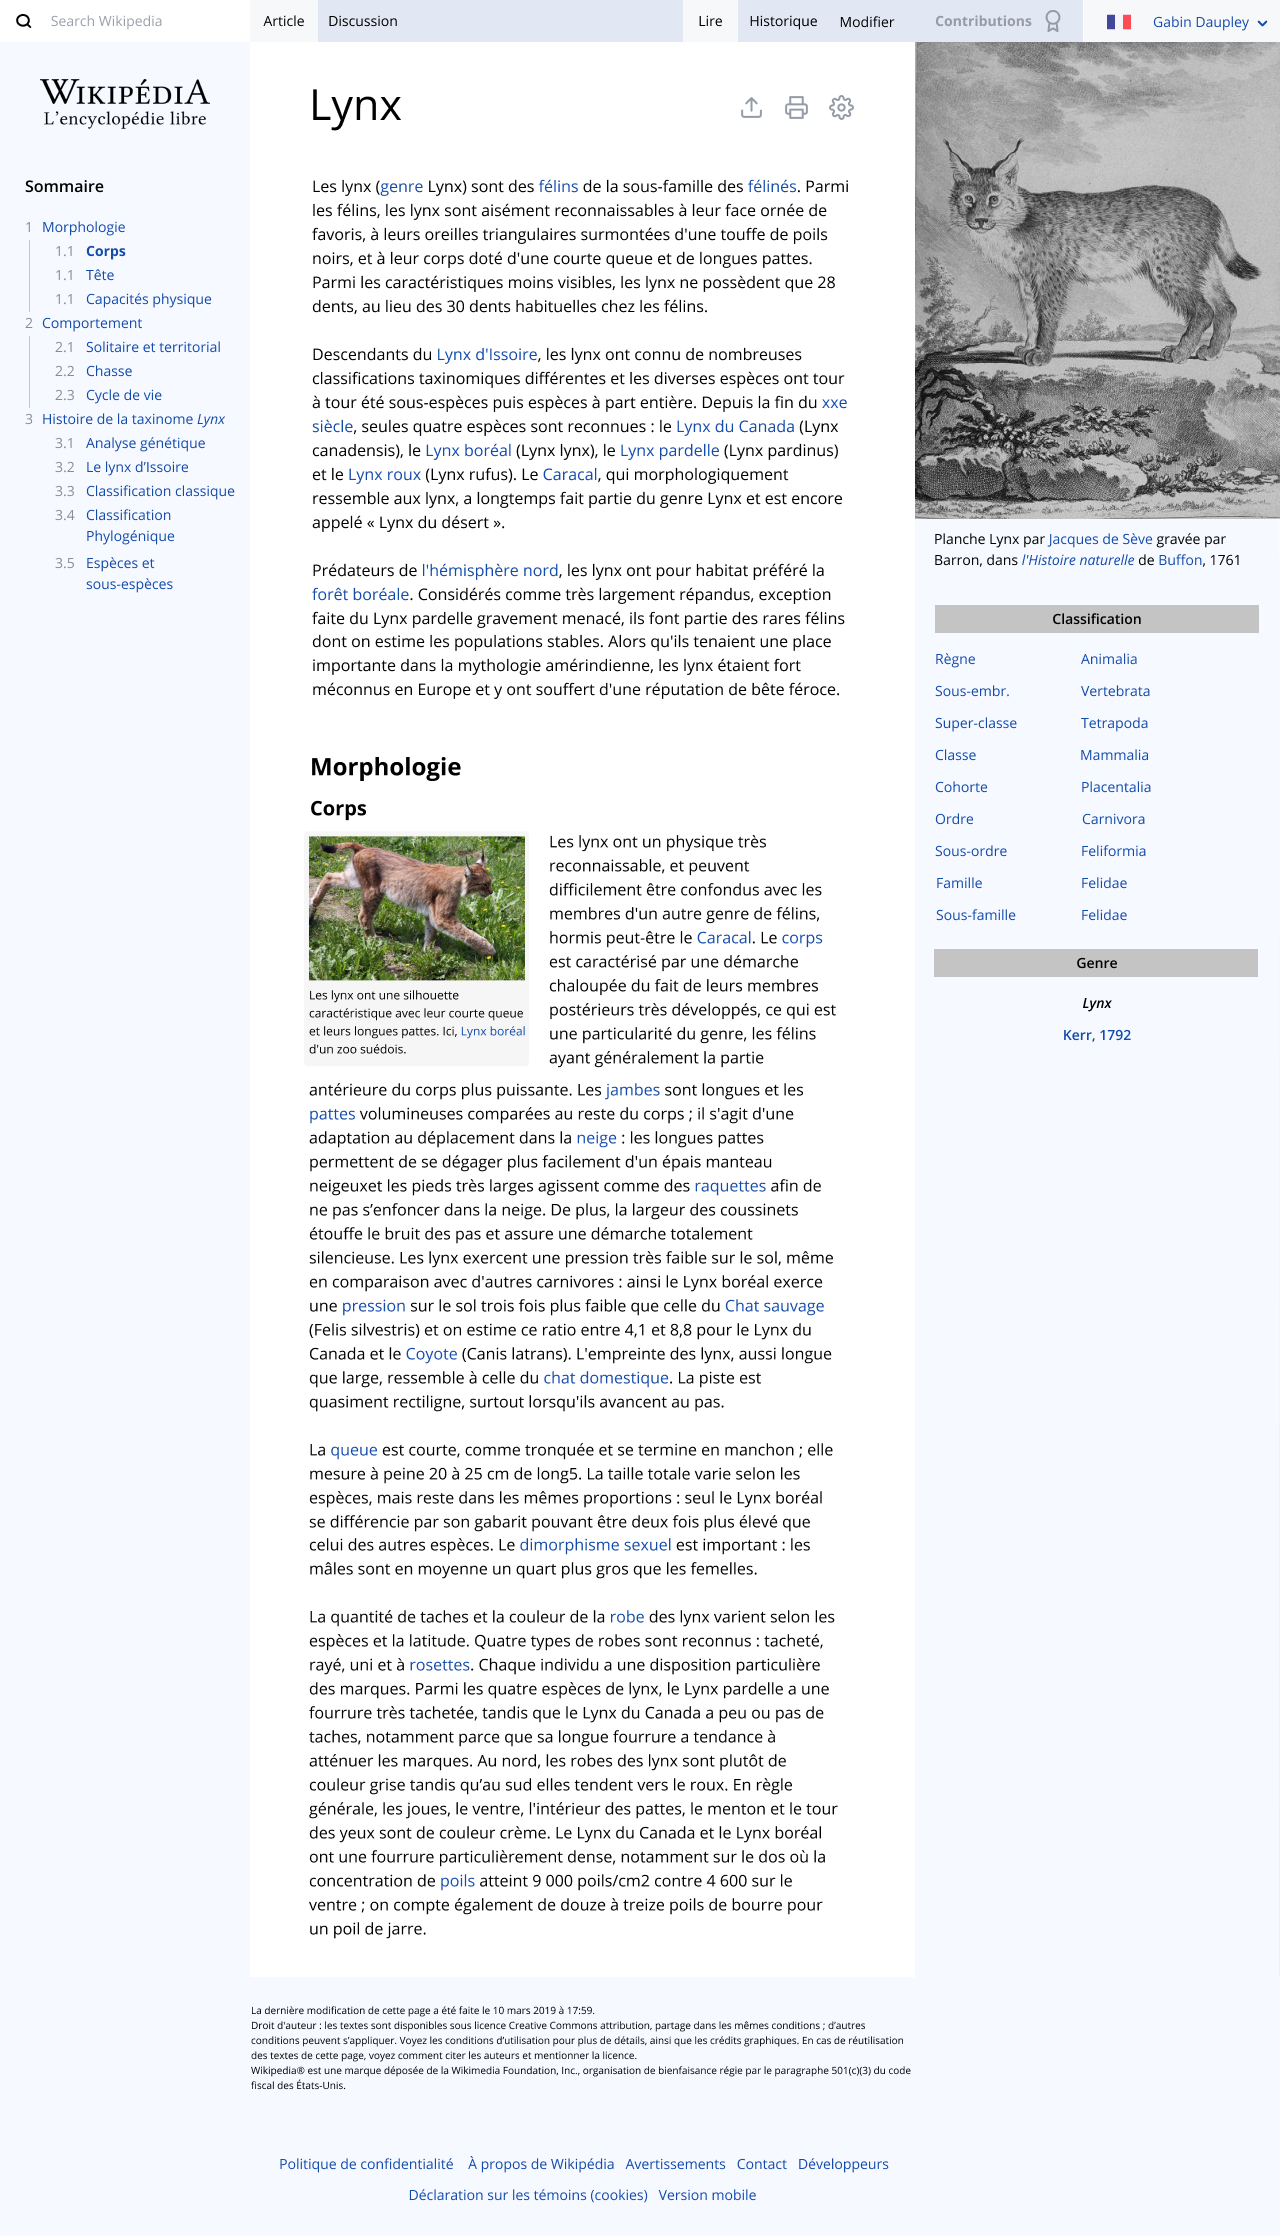 Search Wikipedia
Article
Discussion
Lire
Historique
Modifier
Contributions
Gabin Daupley
WIKIPÉDIA
L'encyclopédie libre
Sommaire
1 Morphologie
1.1 Corps
1.1 Tête
1.1 Capacités physique
2 Comportement
2.1 Solitaire et territorial
2.2 Chasse
2.3 Cycle de vie
3 Histoire de la taxinome Lynx
3.1 Analyse génétique
3.2 Le lynx d’Issoire
3.3 Classification classique
3.4 Classification
Phylogénique
3.5 Espèces et
sous-espèces
Lynx
Les lynx (genre Lynx) sont des félins de la sous-famille des félinés. Parmi
les félins, les lynx sont aisément reconnaissables à leur face ornée de
favoris, à leurs oreilles triangulaires surmontées d'une touffe de poils
noirs, et à leur corps doté d'une courte queue et de longues pattes.
Parmi les caractéristiques moins visibles, les lynx ne possèdent que 28
dents, au lieu des 30 dents habituelles chez les félins.
Descendants du Lynx d'Issoire, les lynx ont connu de nombreuses
classifications taxinomiques différentes et les diverses espèces ont tour
à tour été sous-espèces puis espèces à part entière. Depuis la fin du xxe
siècle, seules quatre espèces sont reconnues : le Lynx du Canada (Lynx
canadensis), le Lynx boréal (Lynx lynx), le Lynx pardelle (Lynx pardinus)
et le Lynx roux (Lynx rufus). Le Caracal, qui morphologiquement
ressemble aux lynx, a longtemps fait partie du genre Lynx et est encore
appelé « Lynx du désert ».
Prédateurs de l'hémisphère nord, les lynx ont pour habitat préféré la
forêt boréale. Considérés comme très largement répandus, exception
faite du Lynx pardelle gravement menacé, ils font partie des rares félins
dont on estime les populations stables. Alors qu'ils tenaient une place
importante dans la mythologie amérindienne, les lynx étaient fort
méconnus en Europe et y ont souffert d'une réputation de bête féroce.
Morphologie
Corps
Les lynx ont une silhouette
caractéristique avec leur courte queue
et leurs longues pattes. Ici, Lynx boréal
d'un zoo suédois.
Les lynx ont un physique très
reconnaissable, et peuvent
difficilement être confondus avec les
membres d'un autre genre de félins,
hormis peut-être le Caracal. Le corps
est caractérisé par une démarche
chaloupée du fait de leurs membres
postérieurs très développés, ce qui est
une particularité du genre, les félins
ayant généralement la partie
antérieure du corps plus puissante. Les jambes sont longues et les
pattes volumineuses comparées au reste du corps ; il s'agit d'une
adaptation au déplacement dans la neige : les longues pattes
permettent de se dégager plus facilement d'un épais manteau
neigeuxet les pieds très larges agissent comme des raquettes afin de
ne pas s’enfoncer dans la neige. De plus, la largeur des coussinets
étouffe le bruit des pas et assure une démarche totalement
silencieuse. Les lynx exercent une pression très faible sur le sol, même
en comparaison avec d'autres carnivores : ainsi le Lynx boréal exerce
une pression sur le sol trois fois plus faible que celle du Chat sauvage
(Felis silvestris) et on estime ce ratio entre 4,1 et 8,8 pour le Lynx du
Canada et le Coyote (Canis latrans). L'empreinte des lynx, aussi longue
que large, ressemble à celle du chat domestique. La piste est
quasiment rectiligne, surtout lorsqu'ils avancent au pas.
La queue est courte, comme tronquée et se termine en manchon ; elle
mesure à peine 20 à 25 cm de long5. La taille totale varie selon les
espèces, mais reste dans les mêmes proportions : seul le Lynx boréal
se différencie par son gabarit pouvant être deux fois plus élevé que
celui des autres espèces. Le dimorphisme sexuel est important : les
mâles sont en moyenne un quart plus gros que les femelles.
La quantité de taches et la couleur de la robe des lynx varient selon les
espèces et la latitude. Quatre types de robes sont reconnus : tacheté,
rayé, uni et à rosettes. Chaque individu a une disposition particulière
des marques. Parmi les quatre espèces de lynx, le Lynx pardelle a une
fourrure très tachetée, tandis que le Lynx du Canada a peu ou pas de
taches, notamment parce que sa longue fourrure a tendance à
atténuer les marques. Au nord, les robes des lynx sont plutôt de
couleur grise tandis qu’au sud elles tendent vers le roux. En règle
générale, les joues, le ventre, l'intérieur des pattes, le menton et le tour
des yeux sont de couleur crème. Le Lynx du Canada et le Lynx boréal
ont une fourrure particulièrement dense, notamment sur le dos où la
concentration de poils atteint 9 000 poils/cm2 contre 4 600 sur le
ventre ; on compte également de douze à treize poils de bourre pour
un poil de jarre.
Planche Lynx par Jacques de Sève gravée par
Barron, dans l'Histoire naturelle de Buffon, 1761
Classification
Règne Animalia
Sous-embr. Vertebrata
Super-classe Tetrapoda
Classe Mammalia
Cohorte Placentalia
Ordre Carnivora
Sous-ordre Feliformia
Famille Felidae
Sous-famille Felidae
Genre
Lynx
Kerr, 1792
La dernière modification de cette page a été faite le 10 mars 2019 à 17:59.
Droit d'auteur : les textes sont disponibles sous licence Creative Commons attribution, partage dans les mêmes conditions ; d’autres
conditions peuvent s’appliquer. Voyez les conditions d’utilisation pour plus de détails, ainsi que les crédits graphiques. En cas de réutilisation
des textes de cette page, voyez comment citer les auteurs et mentionner la licence.
Wikipedia® est une marque déposée de la Wikimedia Foundation, Inc., organisation de bienfaisance régie par le paragraphe 501(c)(3) du code
fiscal des États-Unis.
Politique de confidentialité À propos de Wikipédia Avertissements Contact Développeurs
Déclaration sur les témoins (cookies) Version mobile